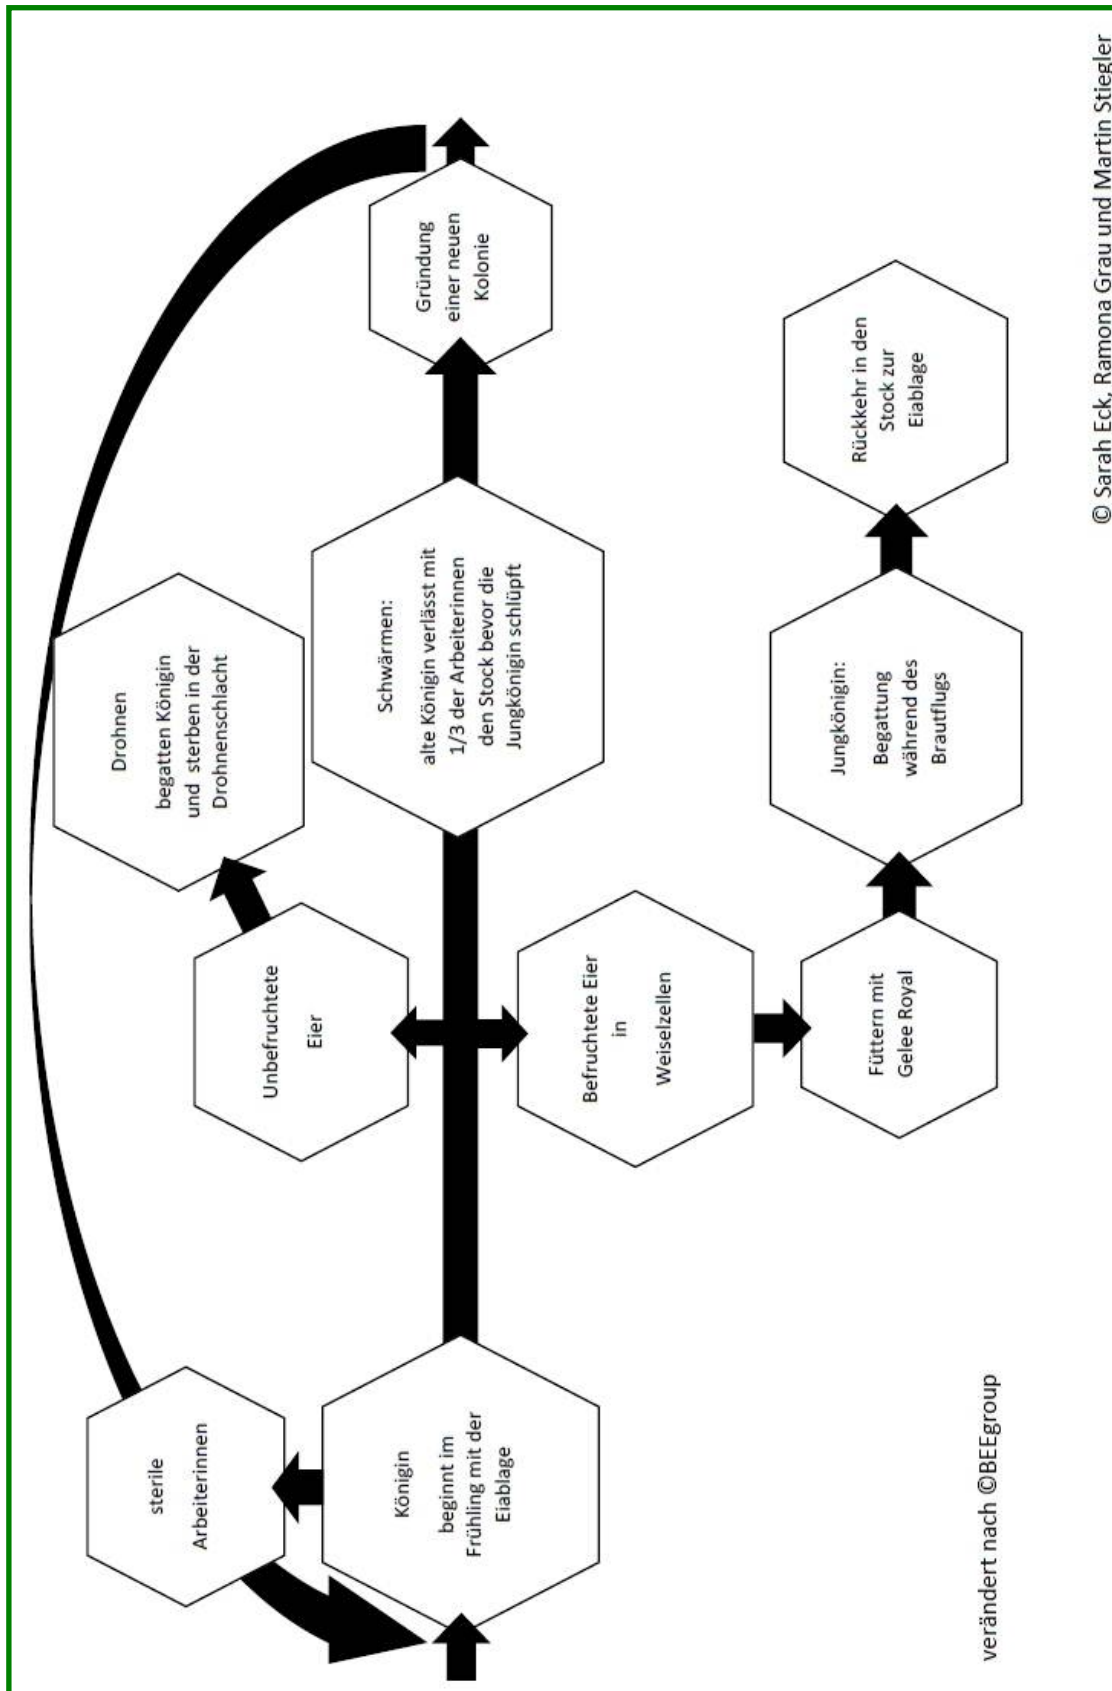 sterile
Arbeiterinnen
Königin
beginnt im
Frühling mit der
Eiablage
Unbefruchtete
Eier
Drohnen
begatten Königin
und sterben in der
Drohnenschlacht
Befruchtete Eier
in
Weiselzellen
Schwärmen:
alte Königin verlässt mit
1/3 der Arbeiterinnen
den Stock bevor die
Jungkönigin schlüpft
Gründung
einer neuen
Kolonie
Füttern mit
Gelee Royal
Jungkönigin:
Begattung
während des
Brautflugs
Rückkehr in den
Stock zur
Eiablage
verändert nach ©BEEgroup
© Sarah Eck, Ramona Grau und Martin Stiegler